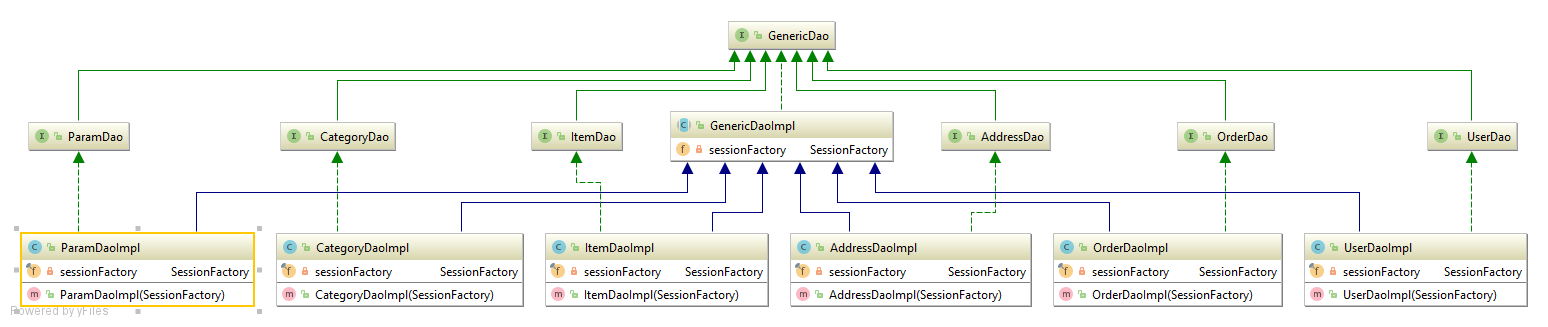 GenericDao
ParamDao
CategoryDao
ItemDao
GenericDaoImpl
sessionFactory SessionFactory
AddressDao
OrderDao
UserDao
ParamDaoImpl
sessionFactory SessionFactory
ParamDaoImpl(SessionFactory)
CategoryDaoImpl
sessionFactory SessionFactory
CategoryDaoImpl(SessionFactory)
ItemDaoImpl
sessionFactory SessionFactory
ItemDaoImpl(SessionFactory)
AddressDaoImpl
sessionFactory SessionFactory
AddressDaoImpl(SessionFactory)
OrderDaoImpl
sessionFactory SessionFactory
OrderDaoImpl(SessionFactory)
UserDaoImpl
sessionFactory SessionFactory
UserDaoImpl(SessionFactory)
Powered by yFiles